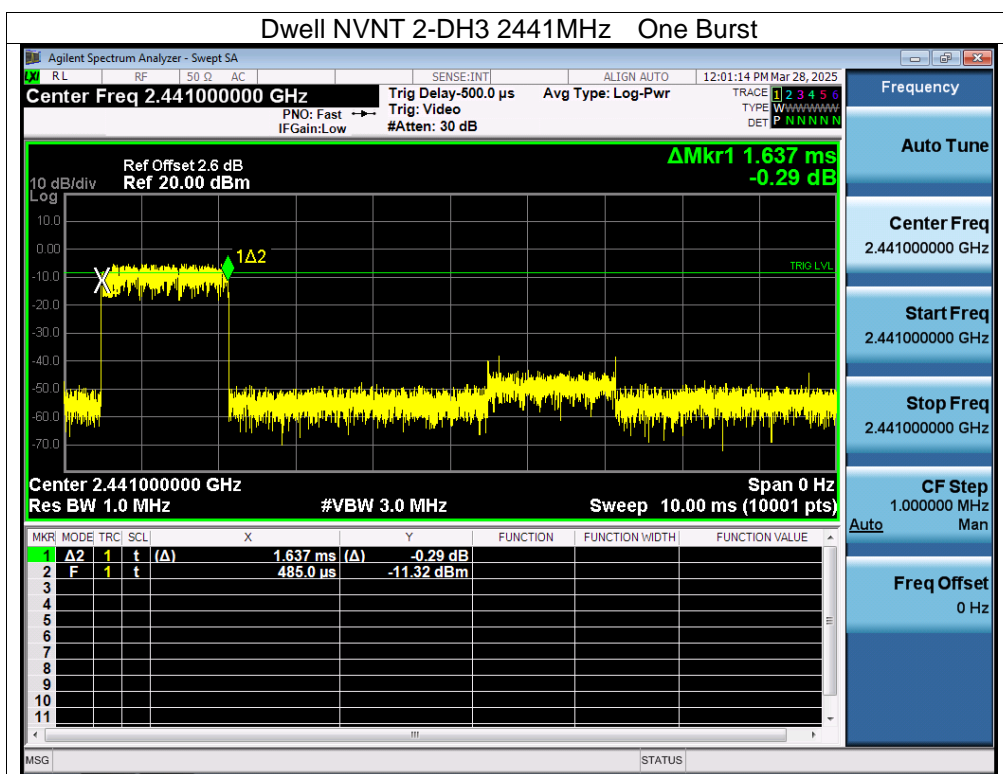 Dwell NVNT 2-DH3 2441MHz One Burst
Agilent Spectrum Analyzer - Swept SA
LXI RL RF 50 Ω AC SENSE:INT ALIGN AUTO 12:01:14 PM Mar 28, 2025
Center Freq 2.441000000 GHz
PNO: Fast
IFGain:Low
Trig Delay-500.0 µs
Trig: Video
#Atten: 30 dB
Avg Type: Log-Pwr
TRACE 1 2 3 4 5 6
TYPE WWWWWWW
DET P N N N N N
ΔMkr1 1.637 ms
-0.29 dB
Ref Offset 2.6 dB
10 dB/div Ref 20.00 dBm
Log
10.0
0.00
-10.0
-20.0
-30.0
-40.0
-50.0
-60.0
-70.0
1Δ2
TRIG LVL
Center 2.441000000 GHz Span 0 Hz
Res BW 1.0 MHz #VBW 3.0 MHz Sweep 10.00 ms (10001 pts)
MKR MODE TRC SCL X Y FUNCTION FUNCTION WIDTH FUNCTION VALUE
1 Δ2 1 t (Δ) 1.637 ms (Δ) -0.29 dB
2 F 1 t 485.0 µs -11.32 dBm
3
4
5
6
7
8
9
10
11
MSG STATUS
Frequency
Auto Tune
Center Freq
2.441000000 GHz
Start Freq
2.441000000 GHz
Stop Freq
2.441000000 GHz
CF Step
1.000000 MHz
Auto Man
Freq Offset
0 Hz